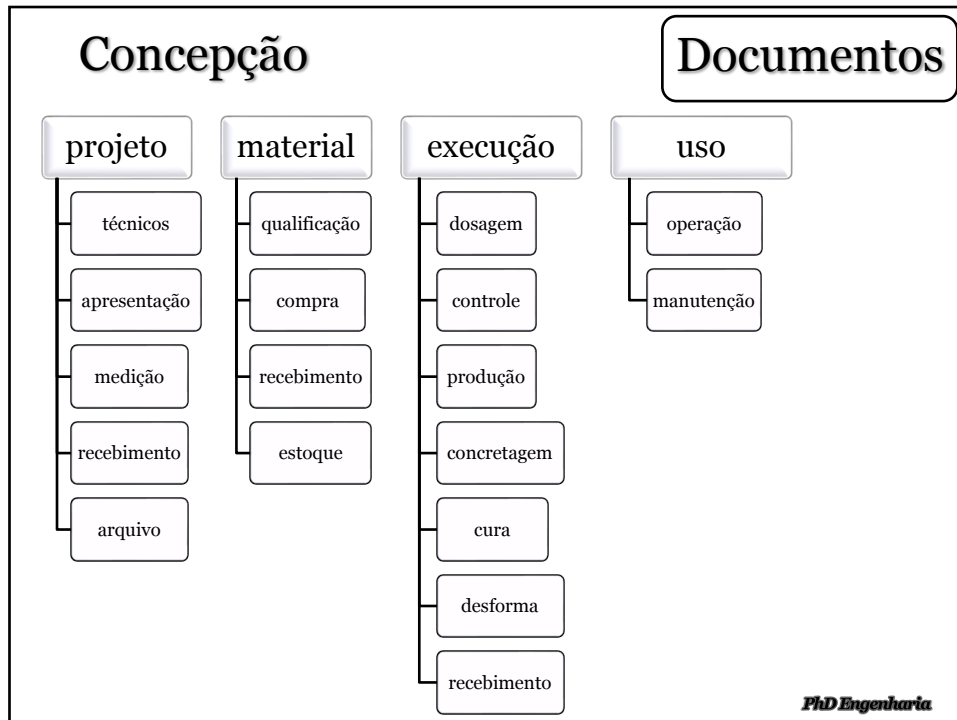 Concepção
Documentos
projeto
técnicos
apresentação
medição
recebimento
arquivo
material
qualificação
compra
recebimento
estoque
execução
dosagem
controle
produção
concretagem
cura
desforma
recebimento
uso
operação
manutenção
PhD Engenharia